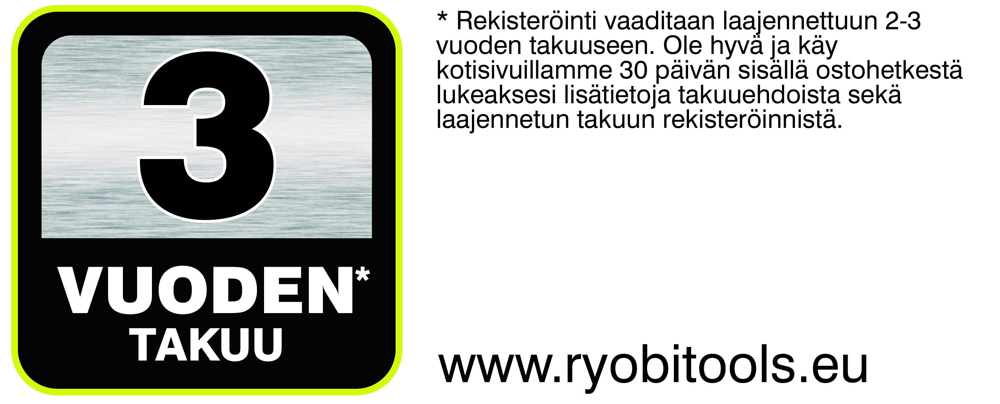 3
VUODEN*
TAKUU
* Rekisteröinti vaaditaan laajennettuun 2-3
vuoden takuuseen. Ole hyvä ja käy
kotisivuillamme 30 päivän sisällä ostohetkestä
lukeaksesi lisätietoja takuuehdoista sekä
laajennetun takuun rekisteröinnistä.
www.ryobitools.eu